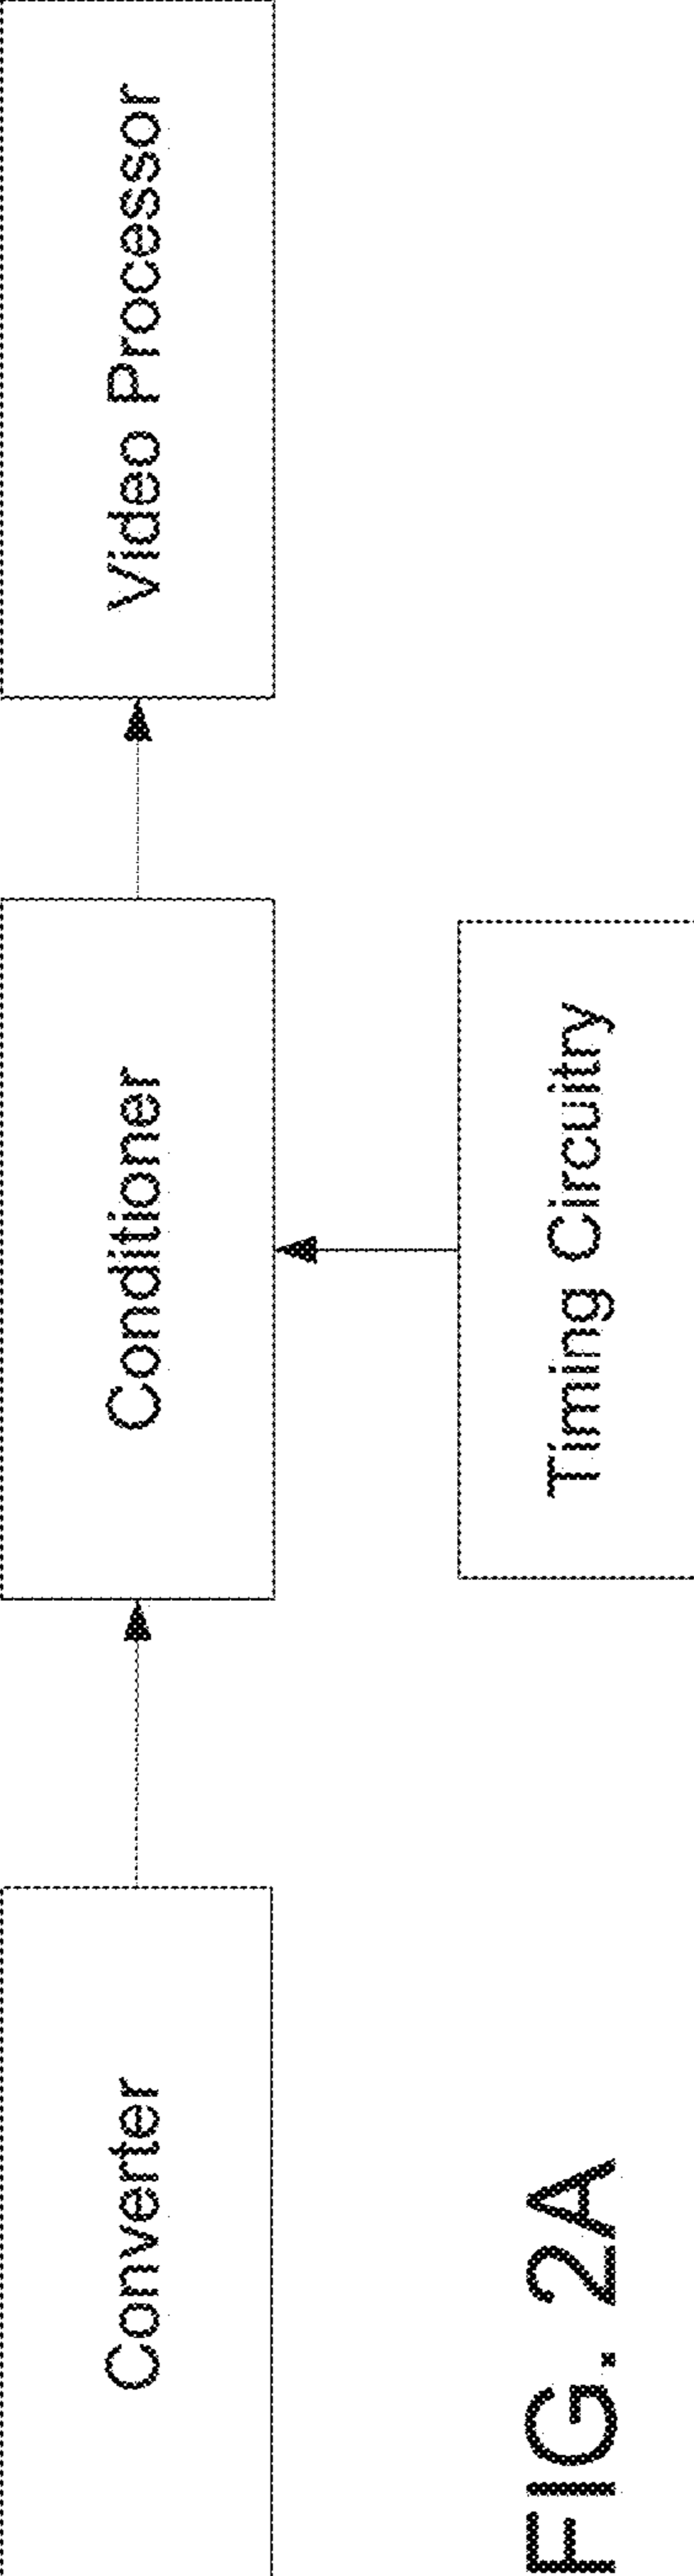 Converter
Conditioner
Video Processor
Timing Circuitry
FIG. 2A